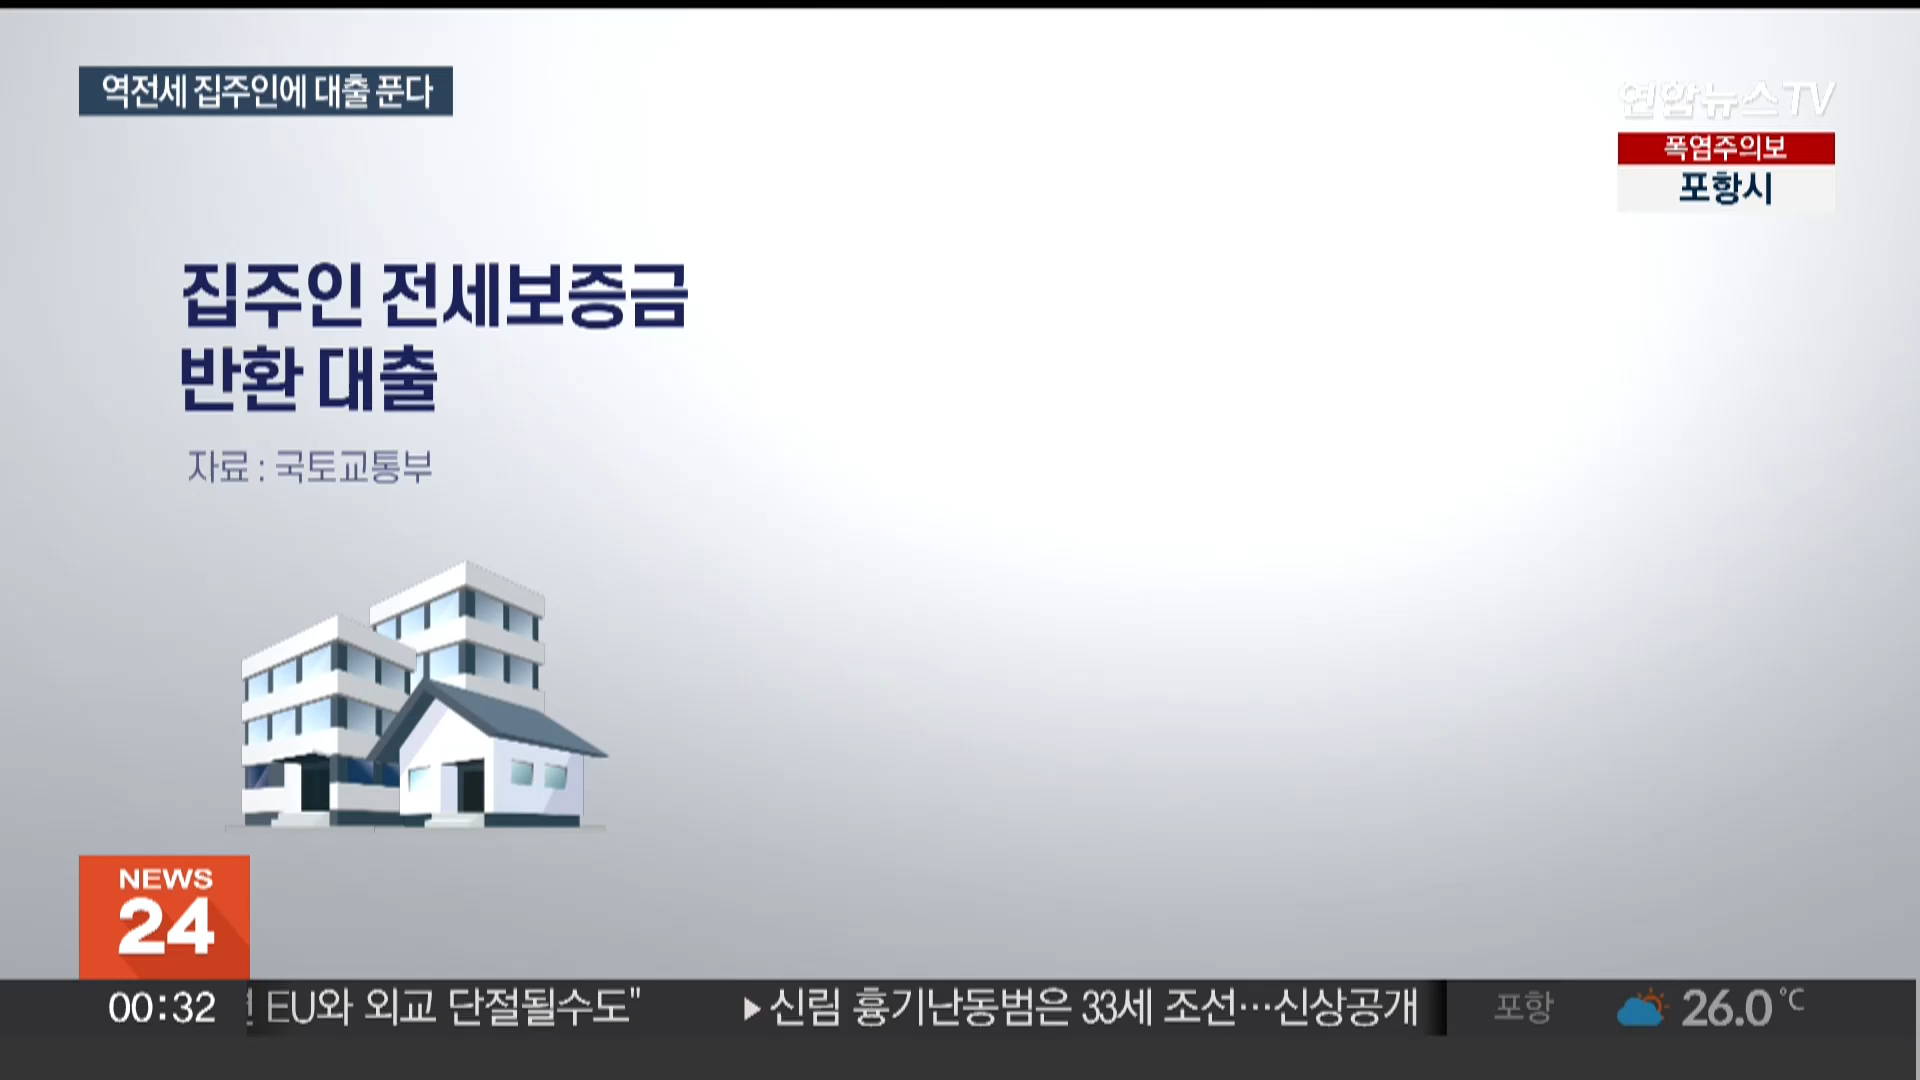 역전세 집주인에 대출 푼다
연합뉴스TV
폭염주의보
포항시
집주인 전세보증금
반환 대출
자료 : 국토교통부
NEWS
24
00:32
EU와 외교 단절될수도" ▶신림 흉기난동범은 33세 조선…신상공개
포항 26.0℃